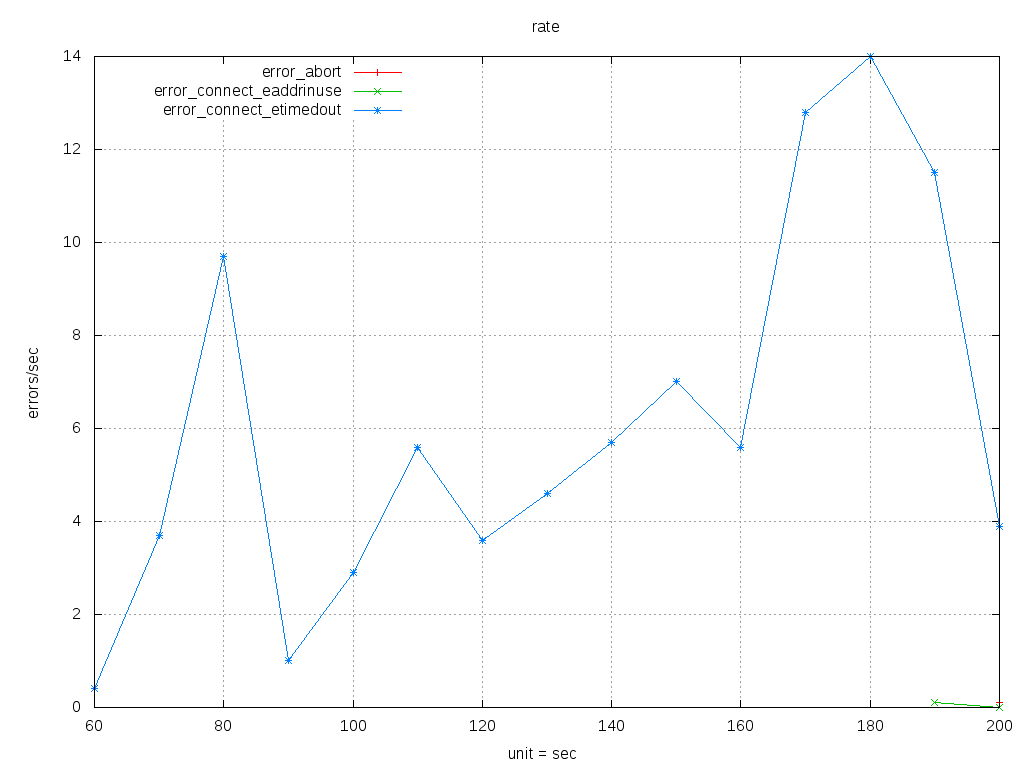 rate
error_abort
error_connect_eaddrinuse
error_connect_etimedout
errors/sec
14
12
10
8
6
4
2
0
60 80 100 120 140 160 180 200
unit = sec